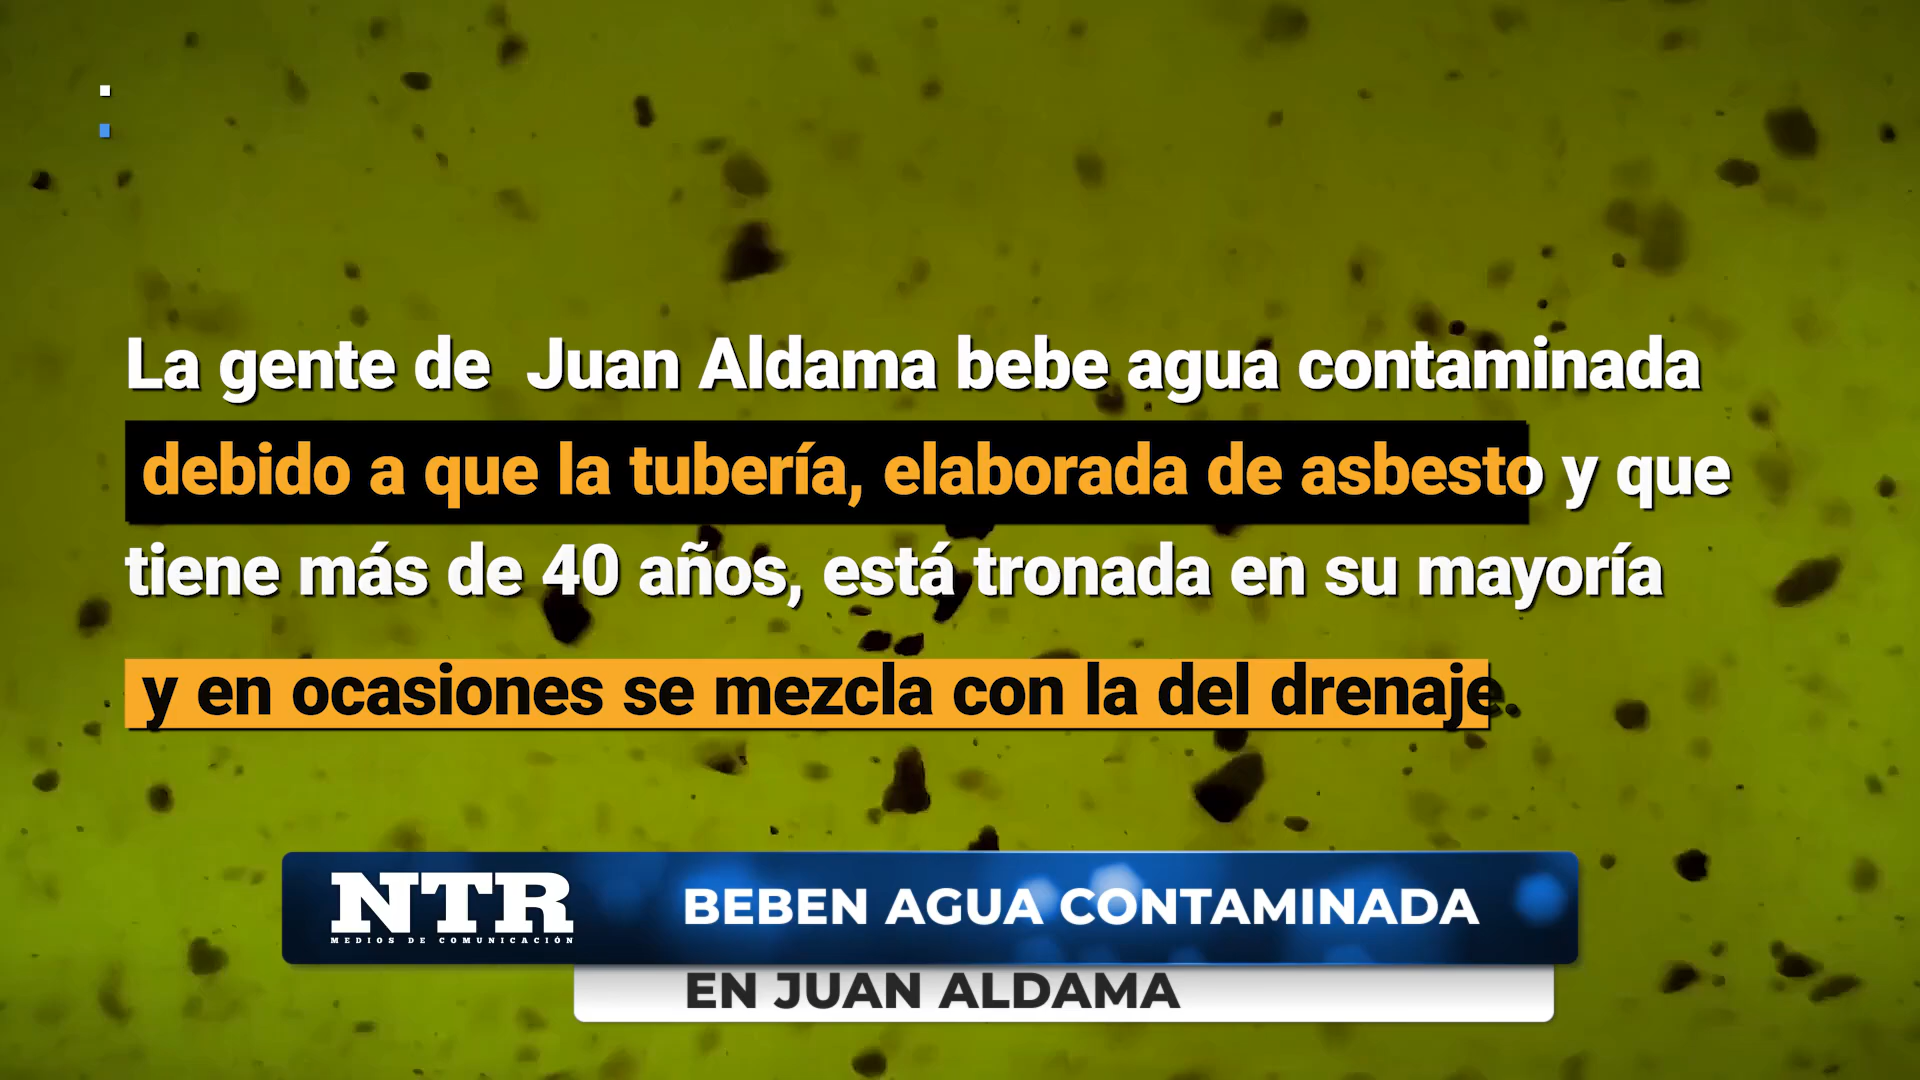 La gente de Juan Aldama bebe agua contaminada
debido a que la tubería, elaborada de asbesto y que
tiene más de 40 años, está tronada en su mayoría
y en ocasiones se mezcla con la del drenaje.
NTR
MEDIOS DE COMUNICACIÓN
BEBEN AGUA CONTAMINADA
EN JUAN ALDAMA